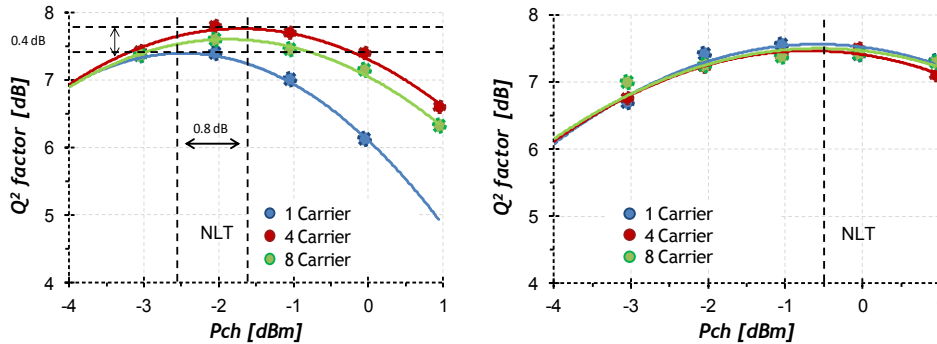 8
0.4 dB
7
0.8 dB
6
5
4
Q² factor [dB]
1 Carrier
4 Carrier
8 Carrier
NLT
-4 -3 -2 -1 0 1
Pch [dBm]
8
7
6
5
4
Q² factor [dB]
1 Carrier
4 Carrier
8 Carrier
NLT
-4 -3 -2 -1 0
Pch [dBm]